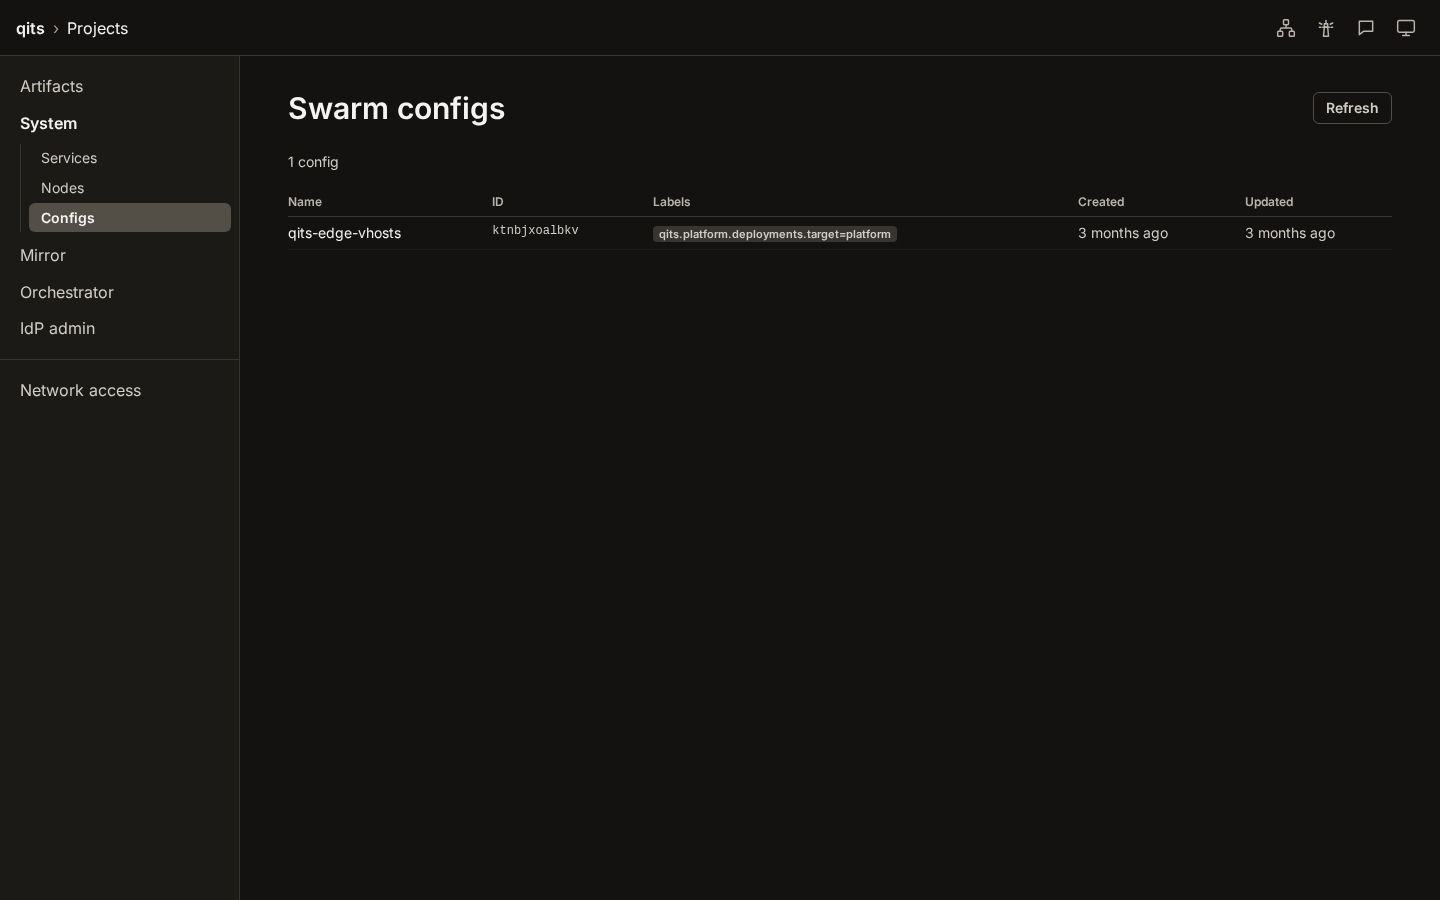 qits › Projects
Artifacts
System
Services
Nodes
Configs
Mirror
Orchestrator
IdP admin
Network access
Swarm configs
Refresh
1 config
Name ID Labels Created Updated
qits-edge-vhosts ktnbjxoalbkv qits.platform.deployments.target=platform 3 months ago 3 months ago